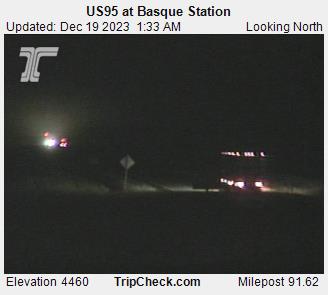 US95 at Basque Station
Updated: Dec 19 2023 1:33 AM Looking North
Elevation 4460 TripCheck.com Milepost 91.62